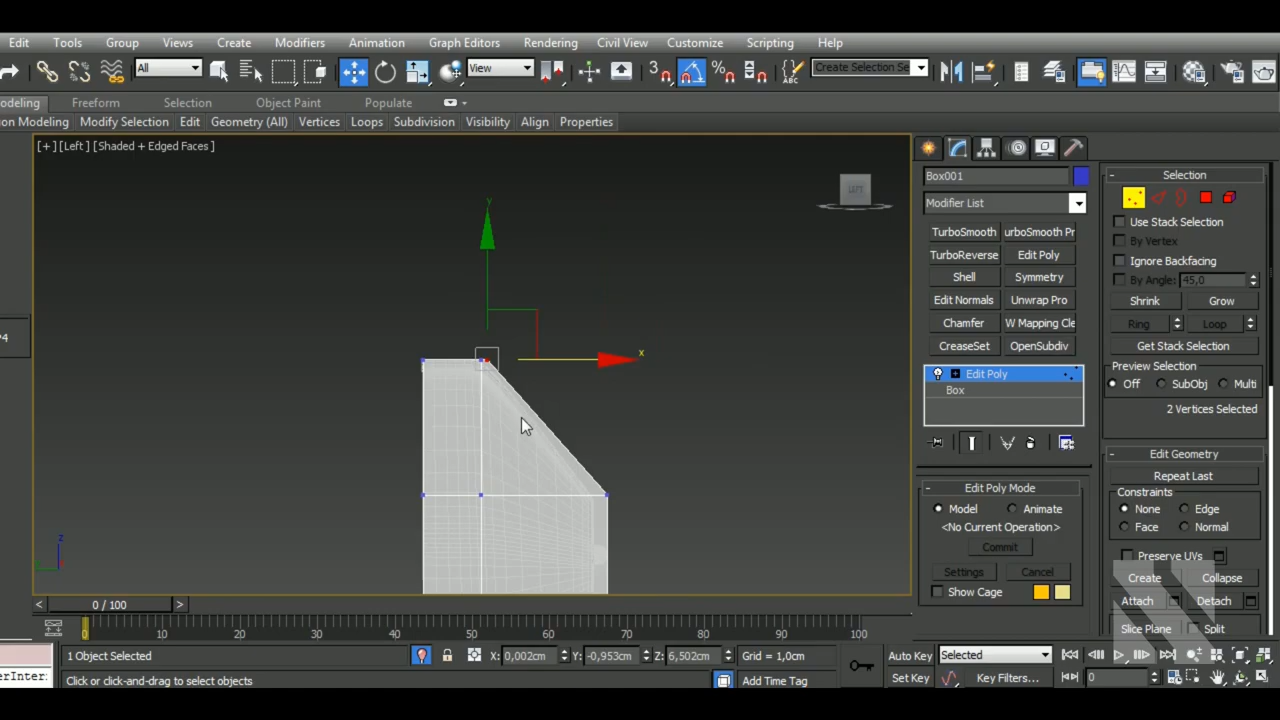 Edit Tools Group Views Create Modifiers Animation Graph Editors Rendering Civil View Customize Scripting Help
All View 3 ABC Create Selection Se
odeling Freeform Selection Object Paint Populate
on Modeling Modify Selection Edit Geometry (All) Vertices Loops Subdivision Visibility Align Properties
[+] [Left] [Shaded + Edged Faces ]
y
x
z
P4
Box001
Modifier List
TurboSmooth urboSmooth Pr
TurboReverse Edit Poly
Shell Symmetry
Edit Normals Unwrap Pro
Chamfer W Mapping Cle
CreaseSet OpenSubdiv
Edit Poly
Box
- Edit Poly Mode
Model Animate
<No Current Operation>
Commit
Settings Cancel
Show Cage
- Selection
Use Stack Selection
By Vertex
Ignore Backfacing
By Angle: 45,0
Shrink Grow
Ring Loop
Get Stack Selection
Preview Selection
Off SubObj Multi
2 Vertices Selected
- Edit Geometry
Repeat Last
Constraints
None Edge
Face Normal
Preserve UVs
Create Collapse
Attach Detach
Slice Plane Split
< 0 / 100 >
0 10 20 30 40 50 60 70 80 90 100
1 Object Selected X: 0,002cm Y: -0,953cm Z: 6,502cm Grid = 1,0cm Auto Key Selected
erInter: Click or click-and-drag to select objects Add Time Tag Set Key Key Filters... 0